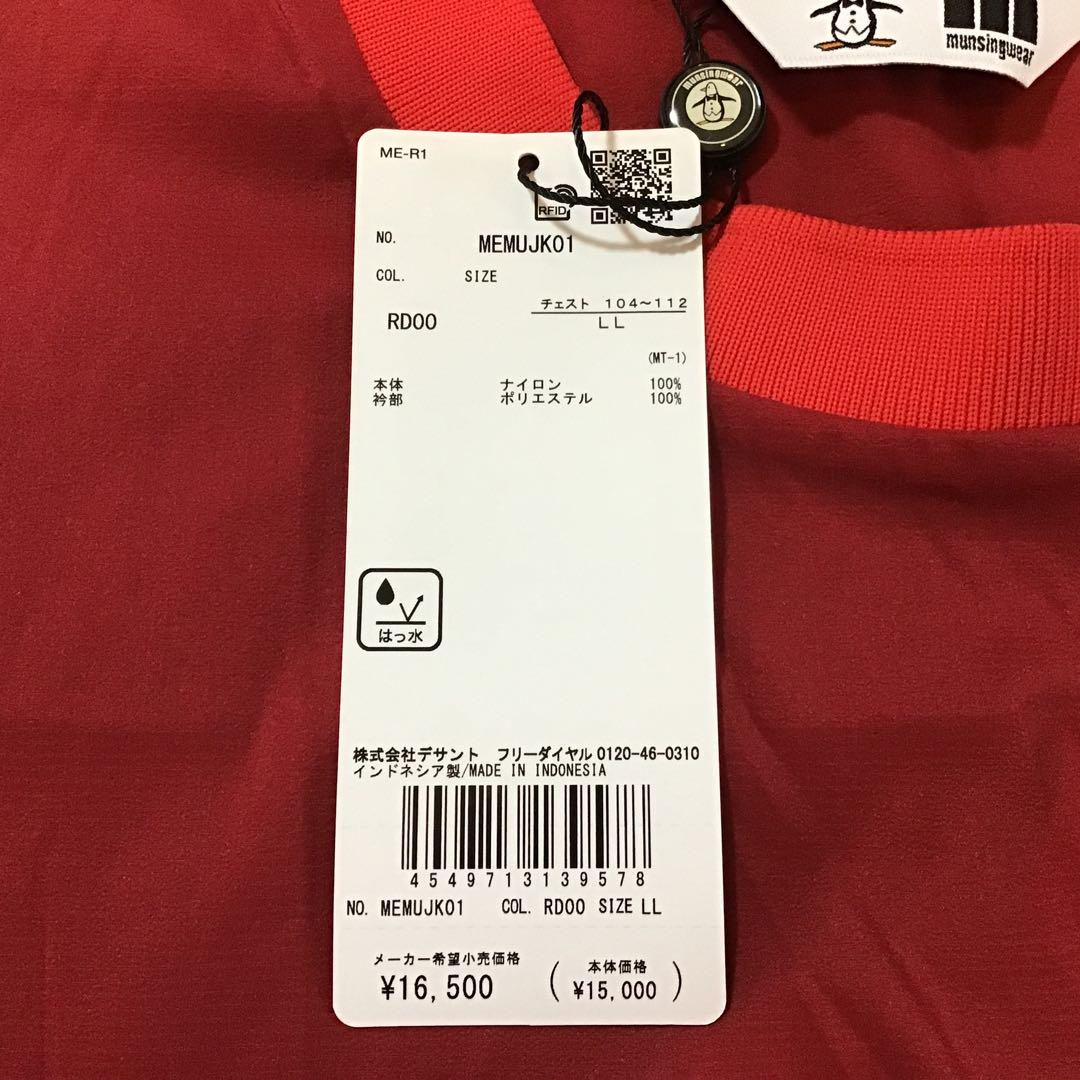 munsingwear
munsingwear
ME-R1
RFID
NO. MEMUJK01
COL. SIZE
チェスト 104～112
RD00 LL
(MT-1)
本体 ナイロン 100%
衿部 ポリエステル 100%
はっ水
株式会社デサント フリーダイヤル 0120-46-0310
インドネシア製/MADE IN INDONESIA
4549713139578
NO. MEMUJK01 COL. RD00 SIZE LL
メーカー希望小売価格
¥16,500
(本体価格
¥15,000)